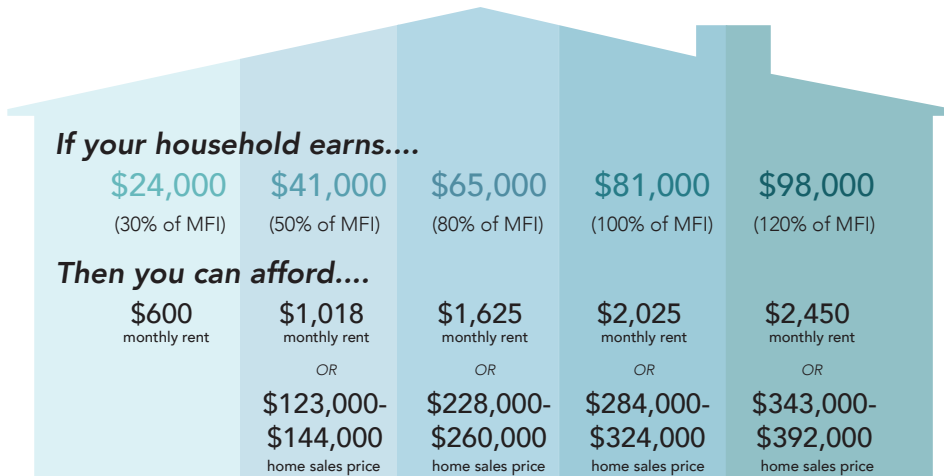 If your household earns....
$24,000 $41,000 $65,000 $81,000 $98,000
(30% of MFI) (50% of MFI) (80% of MFI) (100% of MFI) (120% of MFI)
Then you can afford....
$600 $1,018 $1,625 $2,025 $2,450
monthly rent monthly rent monthly rent monthly rent monthly rent
OR OR OR OR
$123,000- $228,000- $284,000- $343,000-
$144,000 $260,000 $324,000 $392,000
home sales price home sales price home sales price home sales price